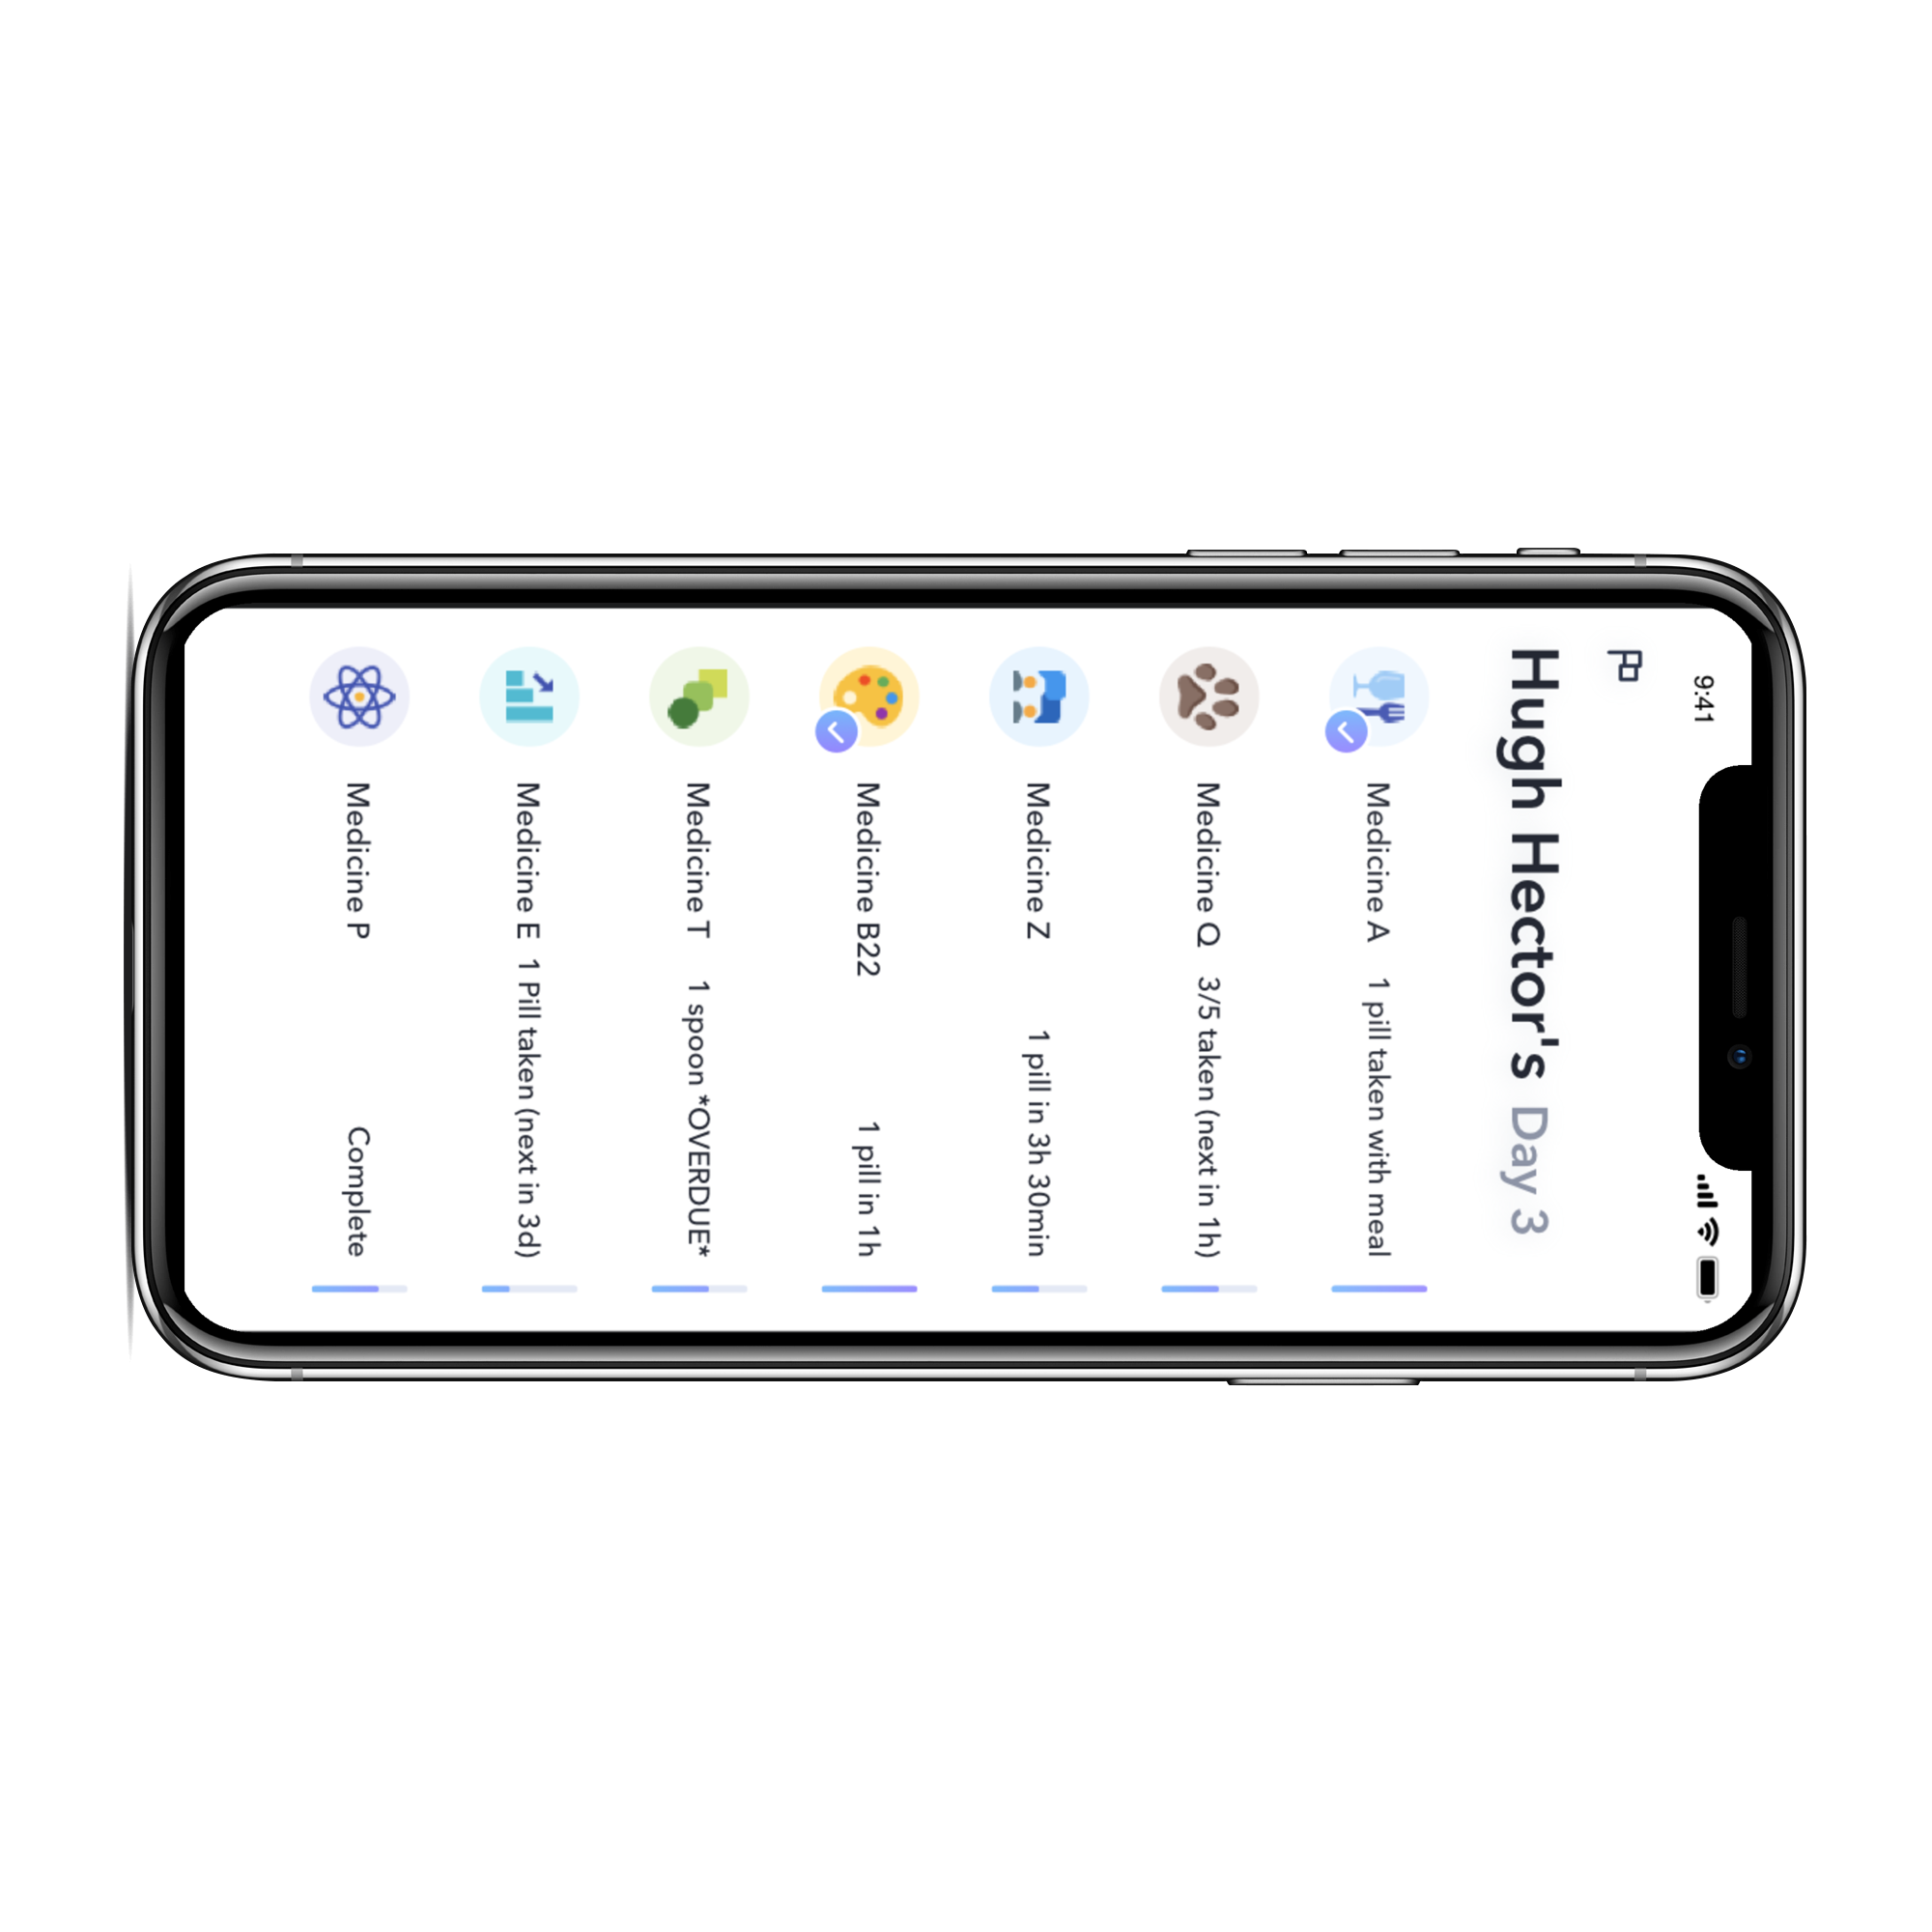 9:41
Hugh Hector's Day 3
Medicine A 1 pill taken with meal
Medicine Q 3/5 taken (next in 1h)
Medicine Z 1 pill in 3h 30min
Medicine B22 1 pill in 1h
Medicine T 1 spoon *OVERDUE*
Medicine E 1 Pill taken (next in 3d)
Medicine P Complete